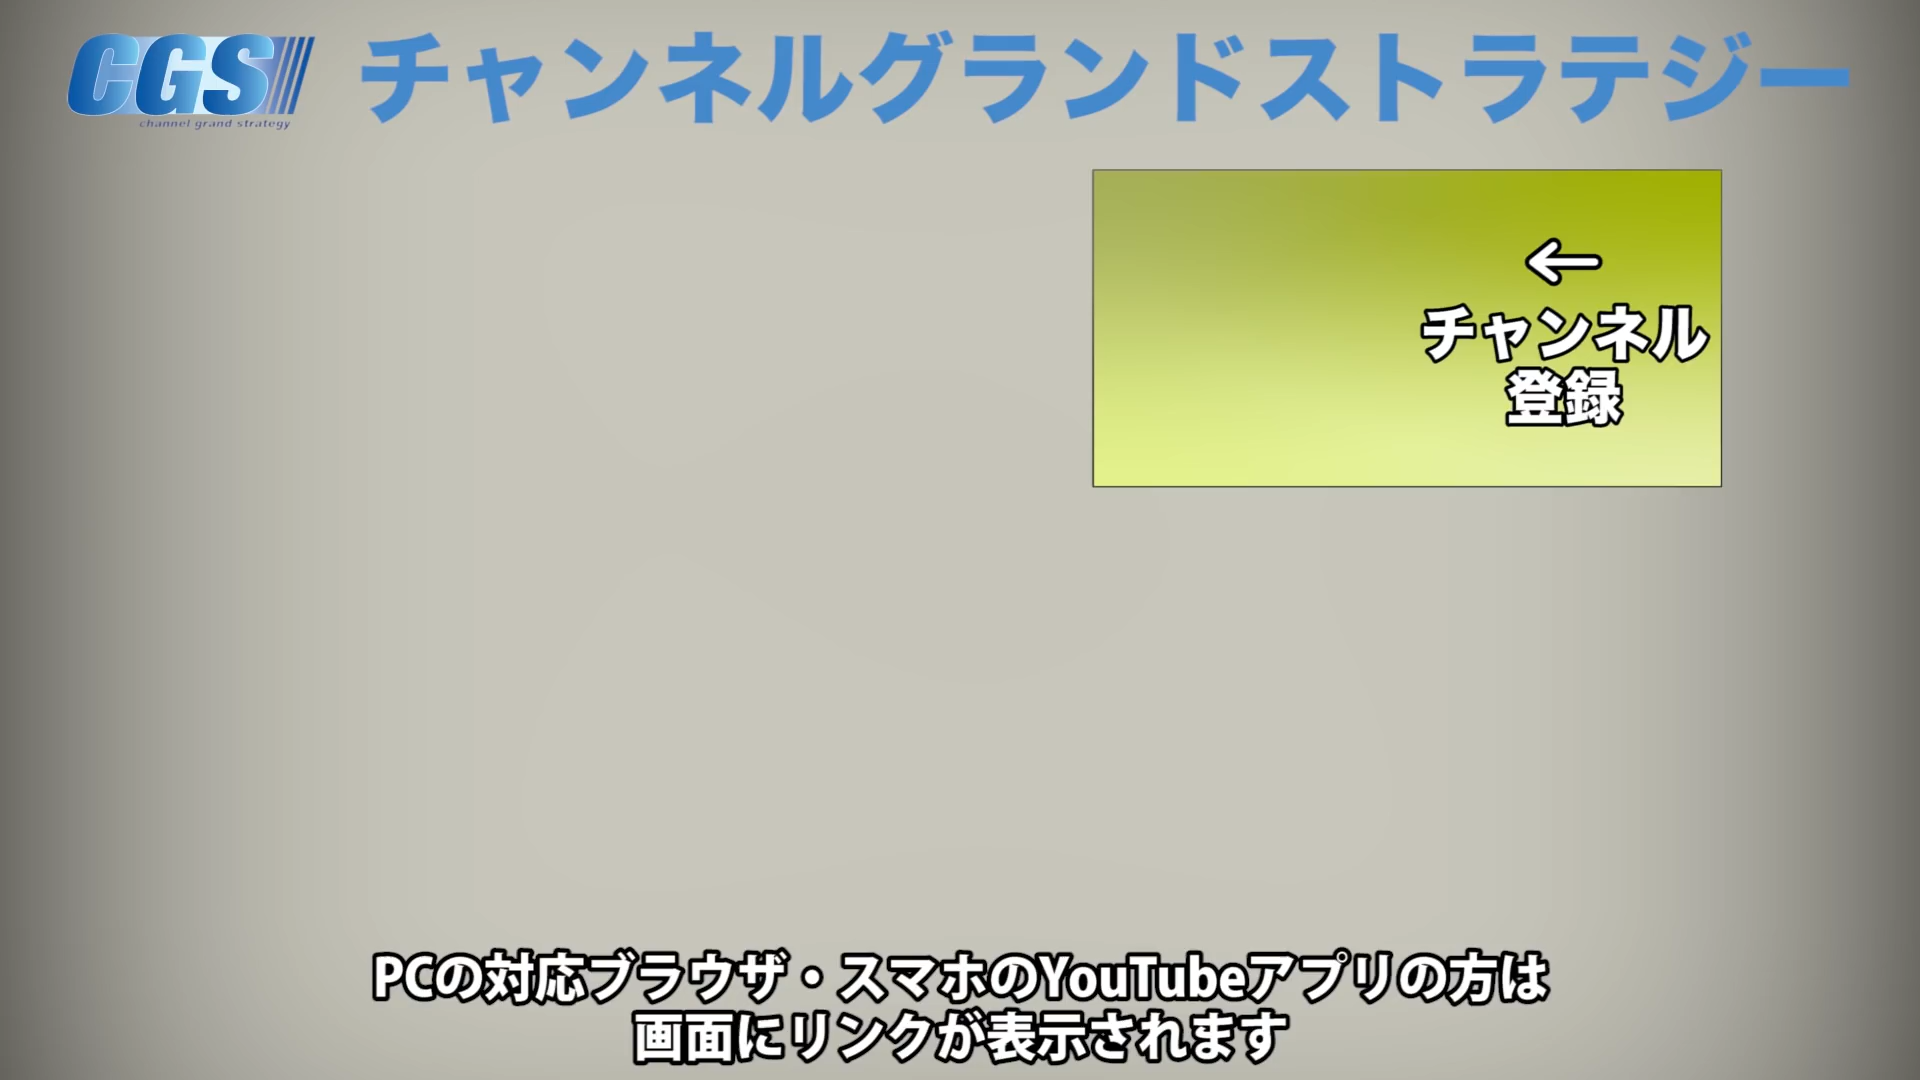 CGS
channel grand strategy
チャンネルグランドストラテジー
←
チャンネル
登録
PCの対応ブラウザ・スマホのYouTubeアプリの方は
画面にリンクが表示されます